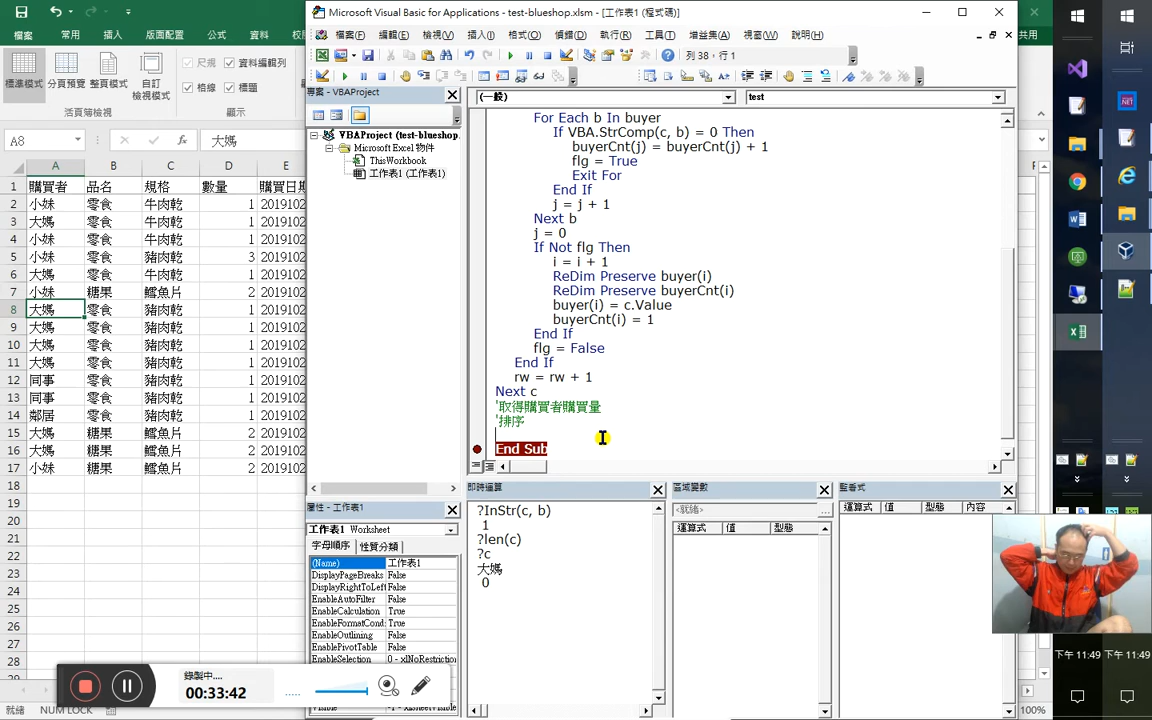 Microsoft Visual Basic for Applications - test-blueshop.xlsm - [工作表1 (程式碼)]
檔案 常用 插入 版面配置 公式 資料 共用
檔案(F) 編輯(E) 檢視(V) 插入(I) 格式(O) 偵錯(D) 執行(R) 工具(T) 增益集(A) 視窗(W) 說明(H)
列 38，行 1
標準模式 分頁預覽 整頁模式 自訂檢視模式
尺規 資料編輯列
格線 標題
活頁簿檢視 顯示
專案 - VBAProject
(一般) test
VBAProject (test-blueshop.
Microsoft Excel 物件
ThisWorkbook
工作表1 (工作表1)
A8 大媽
A B C D E
1 購買者 品名 規格 數量 購買日期
2 小妹 零食 牛肉乾 1 2019102
3 大媽 零食 牛肉乾 1 2019102
4 小妹 零食 牛肉乾 1 2019102
5 小妹 零食 豬肉乾 3 2019102
6 大媽 零食 牛肉乾 1 2019102
7 小妹 糖果 鱈魚片 2 2019102
8 大媽 零食 豬肉乾 1 2019102
9 大媽 零食 豬肉乾 1 2019102
10 大媽 零食 豬肉乾 1 2019102
11 大媽 零食 豬肉乾 1 2019102
12 同事 零食 豬肉乾 1 2019102
13 同事 零食 豬肉乾 1 2019102
14 鄰居 零食 豬肉乾 1 2019102
15 大媽 糖果 鱈魚片 2 2019102
16 大媽 糖果 鱈魚片 2 2019102
17 小妹 糖果 鱈魚片 2 2019102
18
19
20
21
22
23
24
25
26
27
28
For Each b In buyer
If VBA.StrComp(c, b) = 0 Then
buyerCnt(j) = buyerCnt(j) + 1
flg = True
Exit For
End If
j = j + 1
Next b
j = 0
If Not flg Then
i = i + 1
ReDim Preserve buyer(i)
ReDim Preserve buyerCnt(i)
buyer(i) = c.Value
buyerCnt(i) = 1
End If
flg = False
End If
rw = rw + 1
Next c
'取得購買者購買量
'排序
End Sub
屬性 - 工作表1
工作表1 Worksheet
字母順序 性質分類
(Name) 工作表1
DisplayPageBreaks False
DisplayRightToLef False
EnableAutoFilter False
EnableCalculation True
EnableFormatCond True
EnableOutlining False
EnablePivotTable False
EnableSelection 0 - xlNoRestriction
即時運算
?InStr(c, b)
1
?len(c)
?c
大媽
0
區域變數
<就緒>
運算式 值 型態
監看式
運算式 值 型態 內容
錄製中....
00:33:42
就緒 NUM LOCK
100%
下午 11:49 下午 11:49